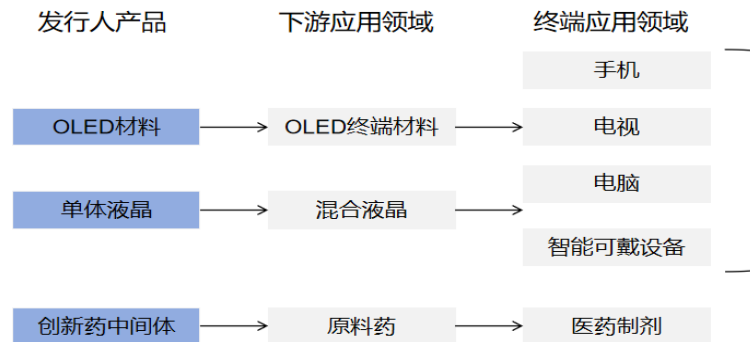 发行人产品 下游应用领域 终端应用领域
手机
OLED材料 OLED终端材料 电视
电脑
单体液晶 混合液晶
智能可戴设备
创新药中间体 原料药 医药制剂